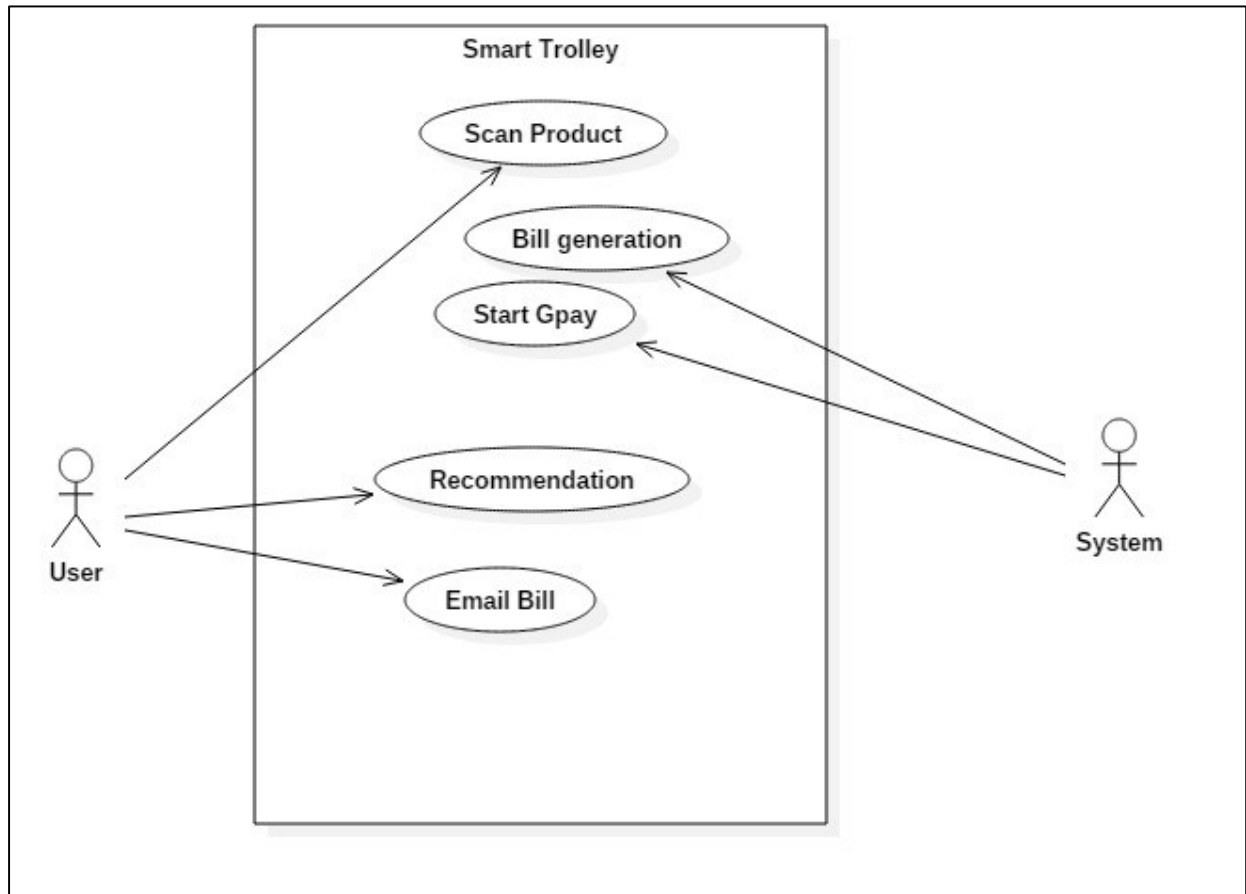 Smart Trolley
Scan Product
Bill generation
Start Gpay
Recommendation
Email Bill
User
System